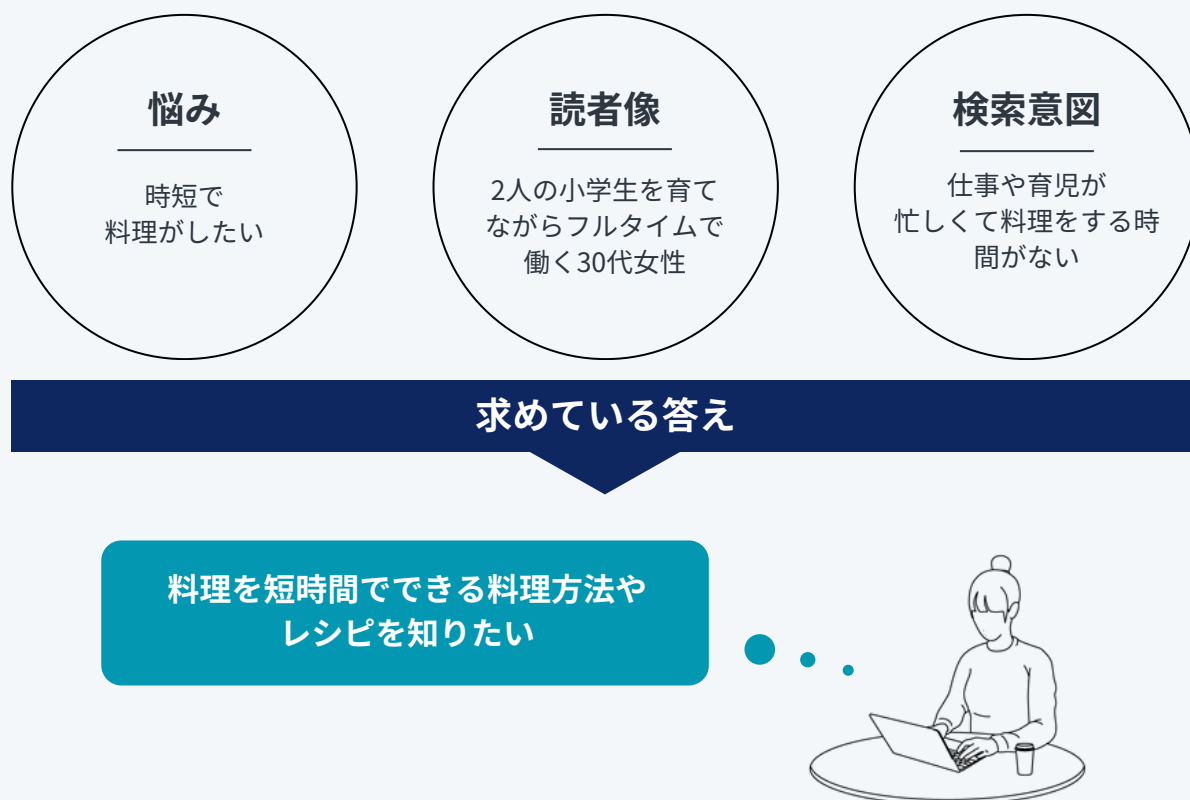 悩み
時短で
料理がしたい
読者像
2人の小学生を育て
ながらフルタイムで
働く30代女性
検索意図
仕事や育児が
忙しくて料理をする時
間がない
求めている答え
料理を短時間でできる料理方法や
レシピを知りたい